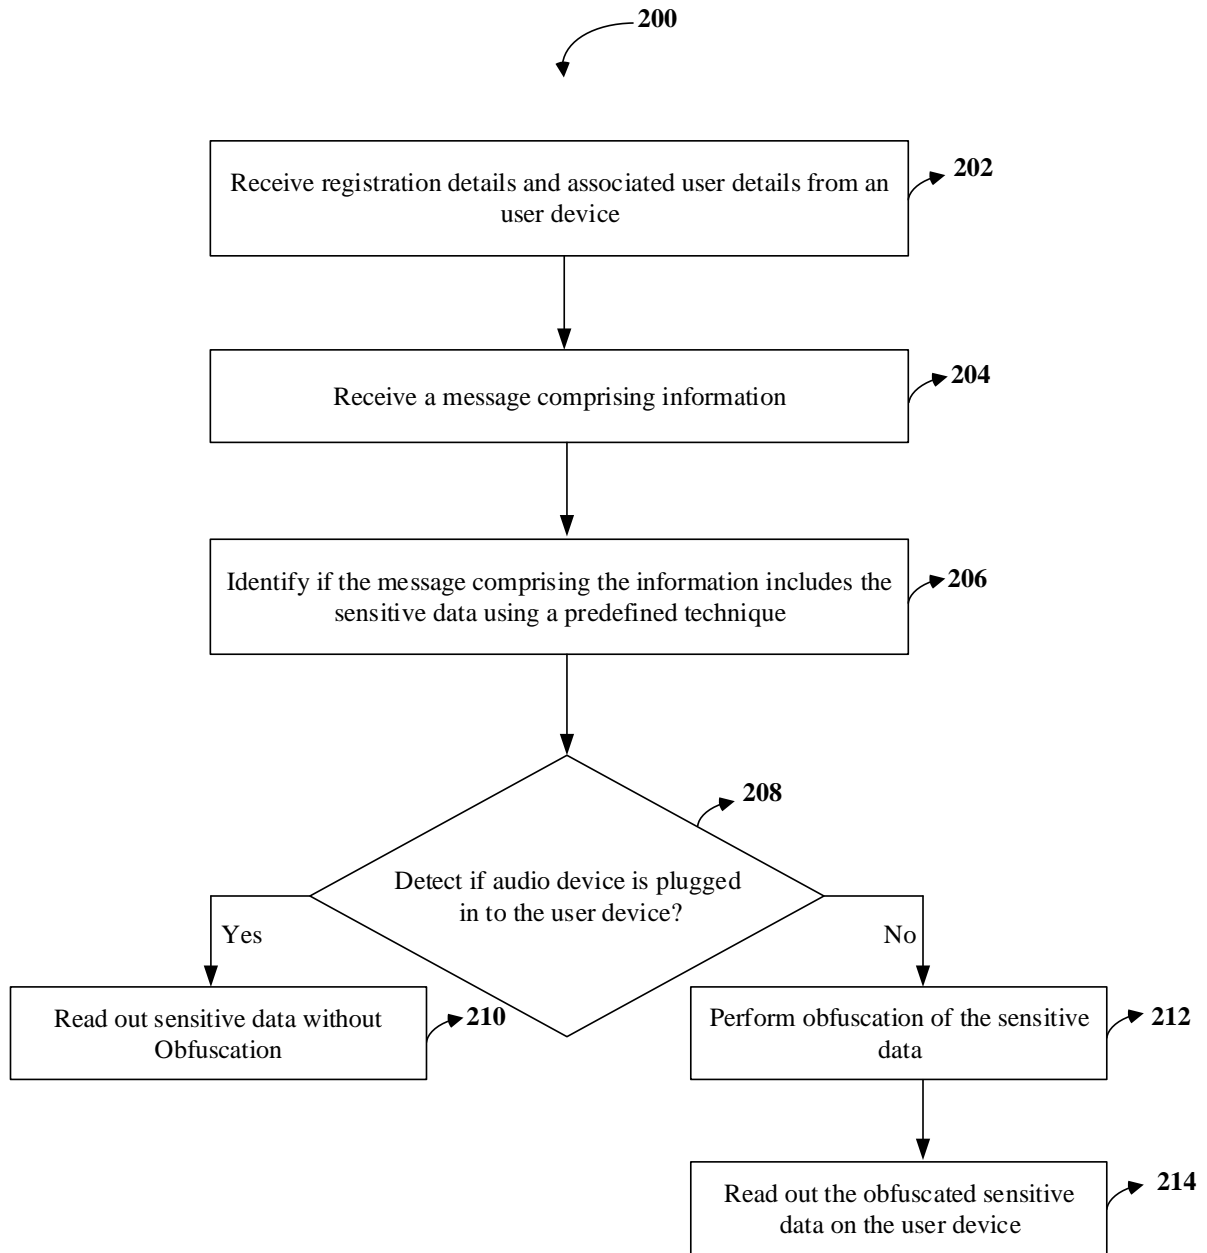 200
Receive registration details and associated user details from an
user device
202
Receive a message comprising information
204
Identify if the message comprising the information includes the
sensitive data using a predefined technique
206
208
Detect if audio device is plugged
in to the user device?
Yes
No
Read out sensitive data without
Obfuscation
210
Perform obfuscation of the sensitive
data
212
Read out the obfuscated sensitive
data on the user device
214